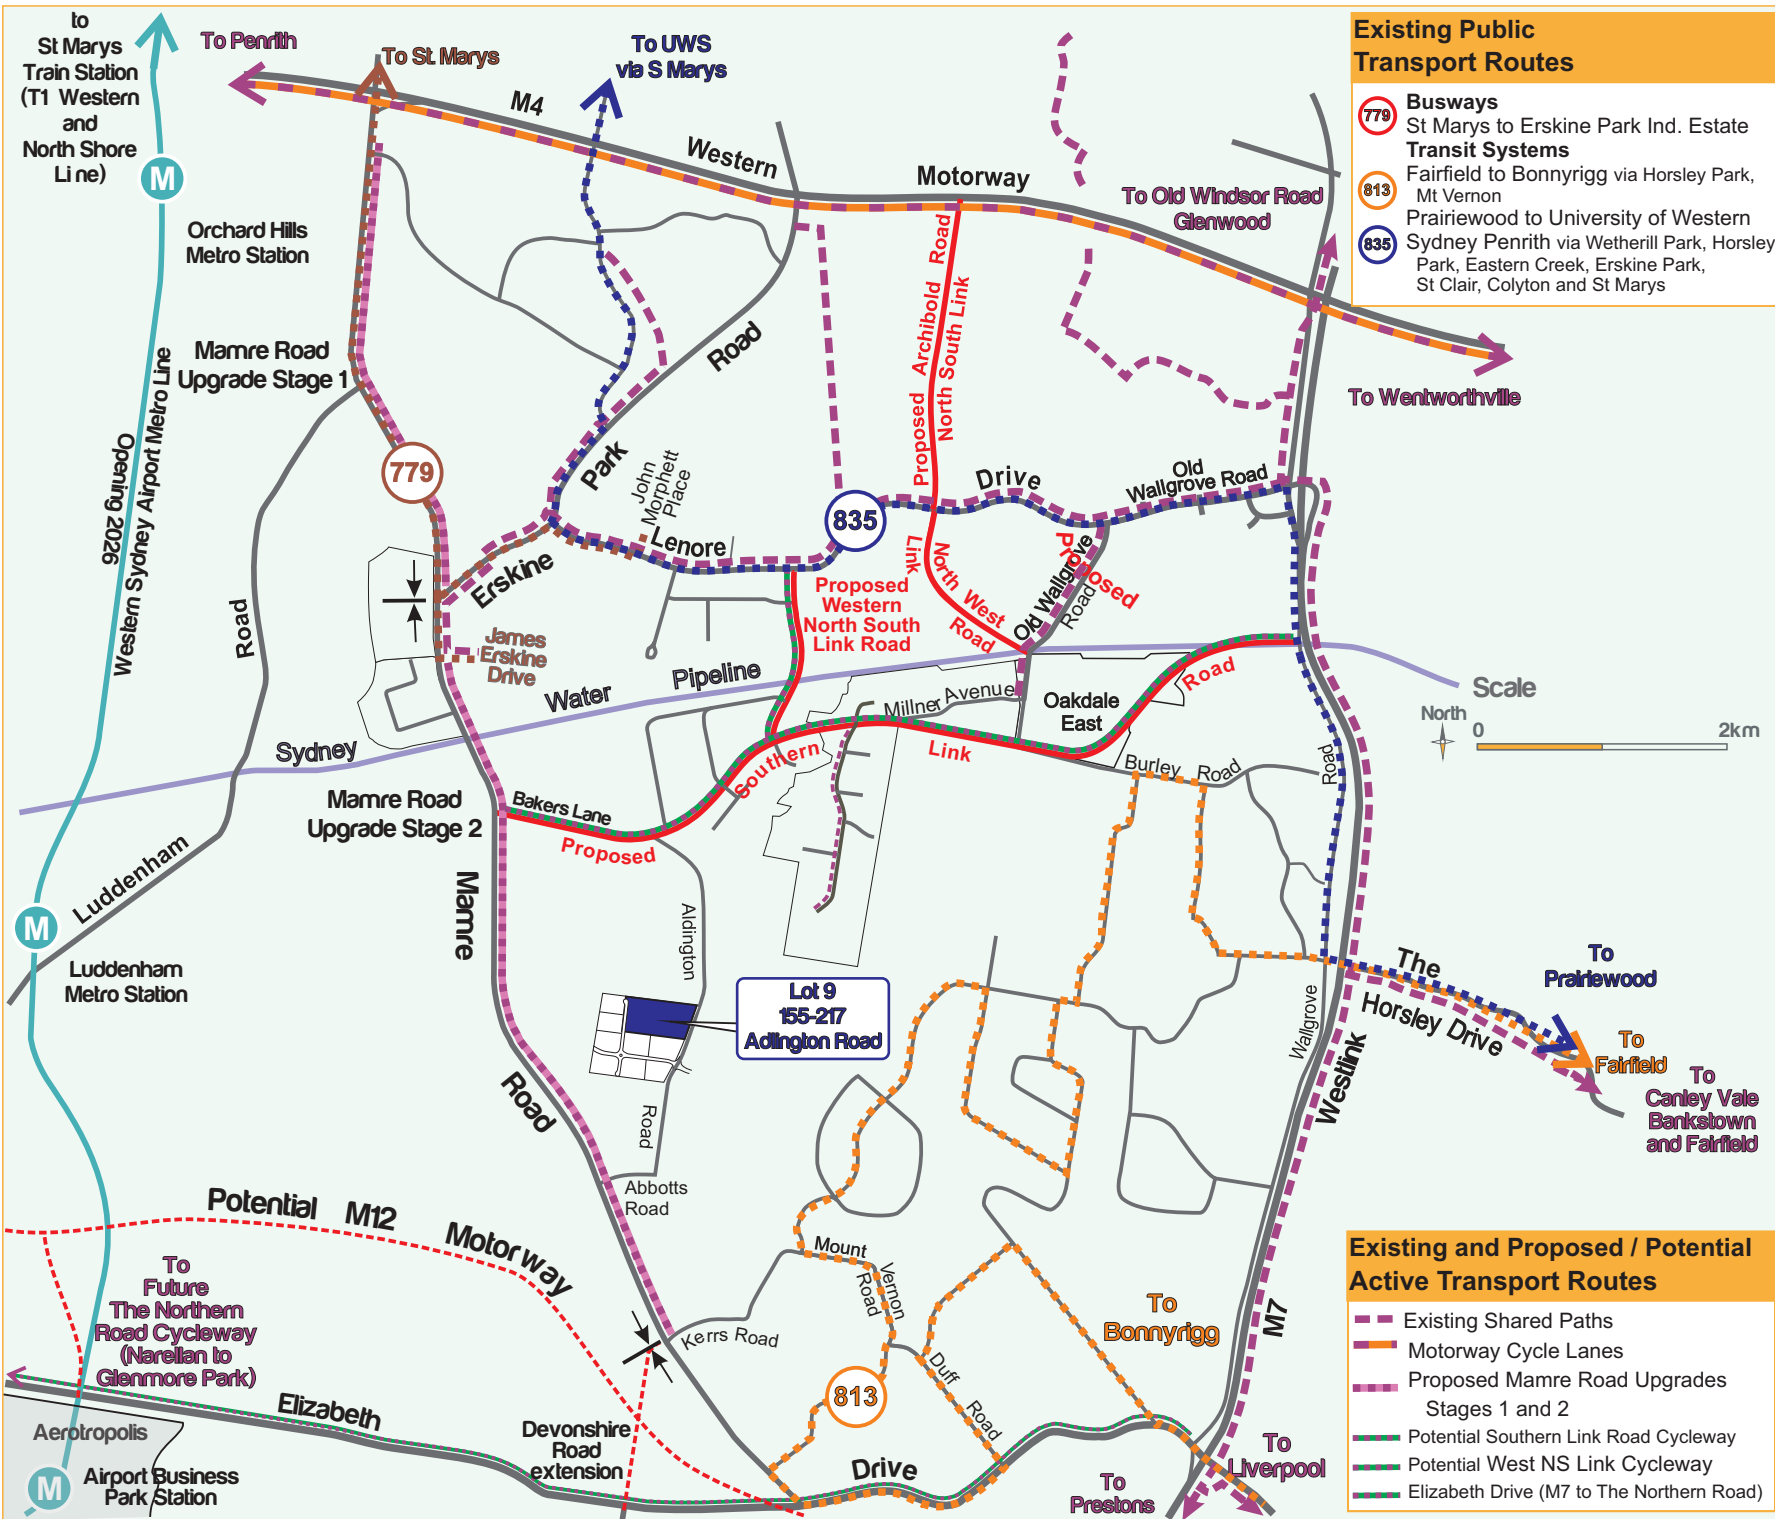 to
St Marys
Train Station
(T1 Western
and
North Shore
Line)
M
To Penrith
To St. Marys
To UWS
via S Marys
M4
Western
Motorway
Orchard Hills
Metro Station
To Old Windsor Road
Glenwood
Existing Public
Transport Routes
779
Busways
St Marys to Erskine Park Ind. Estate
Transit Systems
813
Fairfield to Bonnyrigg via Horsley Park,
Mt Vernon
835
Prairiewood to University of Western
Sydney Penrith via Wetherill Park, Horsley
Park, Eastern Creek, Erskine Park,
St Clair, Colyton and St Marys
Mamre Road
Upgrade Stage 1
Western Sydney Airport Metro Line
Opening 2026
Proposed Archibold Road
North South Link
To Wentworthville
Road
Park
Erskine
John
Morphett
Place
779
835
Lenore
Drive
Old
Wallgrove Road
Proposed
North West
Link
Road
Old Wallgrove
Road
Proposed
Western
North South
Link Road
James
Erskine
Drive
Road
Luddenham
Sydney
Water
Pipeline
Millner Avenue
Oakdale
East
Road
Link
Southern
Proposed
Bakers Lane
Burley Road
Road
Scale
North
0
2km
Mamre Road
Upgrade Stage 2
M
Luddenham
Metro Station
Mamre
Road
Aldington
Road
Lot 9
155-217
Adlington Road
Abbotts
Road
Wallgrove
Westlink
M7
The
Horsley Drive
To
Prairiewood
To
Fairfield
To
Canley Vale
Bankstown
and Fairfield
Potential M12 Motorway
To
Future
The Northern
Road Cycleway
(Narellan to
Glenmore Park)
Kerrs Road
Mount
Vernon
Road
813
Duff
Road
To
Bonnyrigg
Elizabeth
Drive
Devonshire
Road
extension
Aerotropolis
M
Airport Business
Park Station
To
Prestons
To
Liverpool
Existing and Proposed / Potential
Active Transport Routes
Existing Shared Paths
Motorway Cycle Lanes
Proposed Mamre Road Upgrades
Stages 1 and 2
Potential Southern Link Road Cycleway
Potential West NS Link Cycleway
Elizabeth Drive (M7 to The Northern Road)